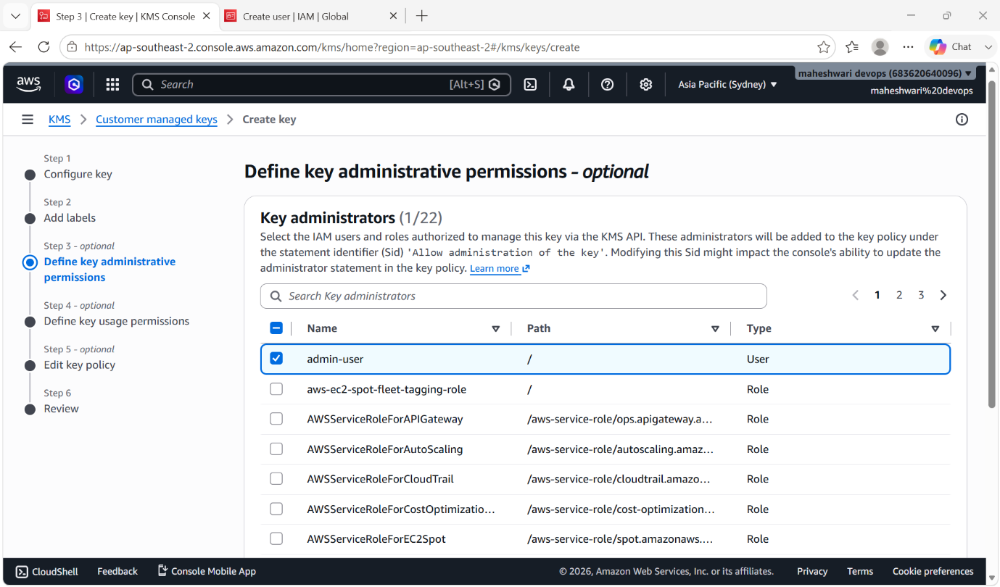 Step 3 | Create key | KMS Console
Create user | IAM | Global
https://ap-southeast-2.console.aws.amazon.com/kms/home?region=ap-southeast-2#/kms/keys/create
Chat
aws
Search
[Alt+S]
Asia Pacific (Sydney)
maheshwari devops (683620640096)
maheshwari%20devops
KMS
Customer managed keys
Create key
Step 1
Configure key
Step 2
Add labels
Step 3 - optional
Define key administrative
permissions
Step 4 - optional
Define key usage permissions
Step 5 - optional
Edit key policy
Step 6
Review
Define key administrative permissions - optional
Key administrators (1/22)
Select the IAM users and roles authorized to manage this key via the KMS API. These administrators will be added to the key policy under
the statement identifier (Sid) 'Allow administration of the key'. Modifying this Sid might impact the console's ability to update the
administrator statement in the key policy. Learn more
Search Key administrators
1 2 3
Name Path Type
admin-user / User
aws-ec2-spot-fleet-tagging-role / Role
AWSServiceRoleForAPIGateway /aws-service-role/ops.apigateway.a... Role
AWSServiceRoleForAutoScaling /aws-service-role/autoscaling.amaz... Role
AWSServiceRoleForCloudTrail /aws-service-role/cloudtrail.amazo... Role
AWSServiceRoleForCostOptimizatio... /aws-service-role/cost-optimization... Role
AWSServiceRoleForEC2Spot /aws-service-role/spot.amazonaws.... Role
CloudShell Feedback Console Mobile App © 2026, Amazon Web Services, Inc. or its affiliates. Privacy Terms Cookie preferences